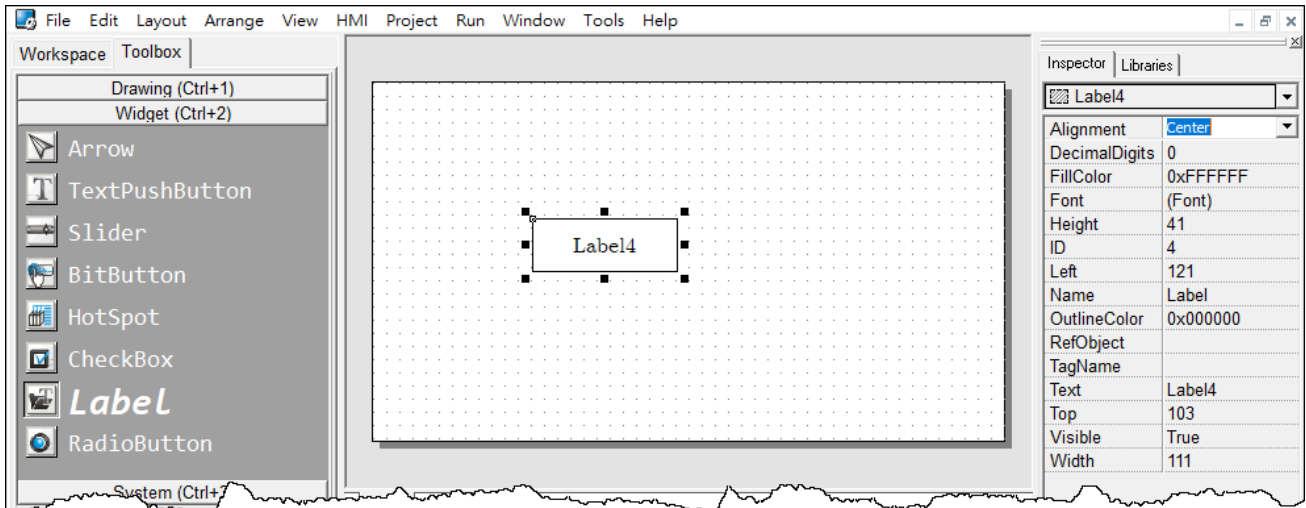 File Edit Layout Arrange View HMI Project Run Window Tools Help
Workspace Toolbox
Drawing (Ctrl+1)
Widget (Ctrl+2)
Arrow
TextPushButton
Slider
BitButton
HotSpot
CheckBox
Label
RadioButton
System (Ctrl+
Label4
Inspector Libraries
Label4
Alignment Center
DecimalDigits 0
FillColor 0xFFFFFF
Font (Font)
Height 41
ID 4
Left 121
Name Label
OutlineColor 0x000000
RefObject
TagName
Text Label4
Top 103
Visible True
Width 111